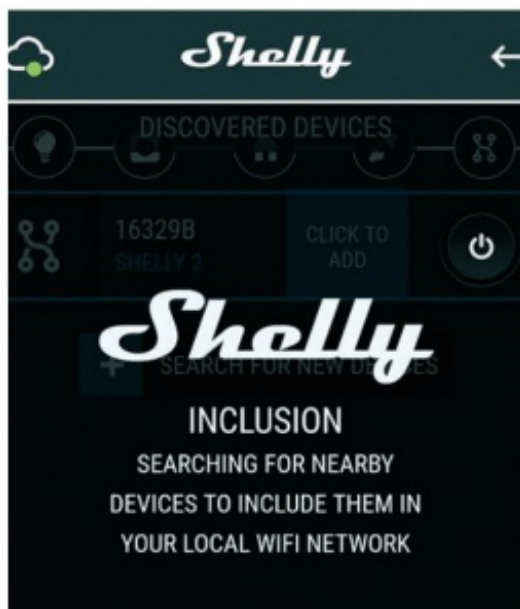 Shelly
DISCOVERED DEVICES
16329B
SHELLY 2
CLICK TO
ADD
Shelly
+ SEARCH FOR NEW DEVICES
INCLUSION
SEARCHING FOR NEARBY
DEVICES TO INCLUDE THEM IN
YOUR LOCAL WIFI NETWORK